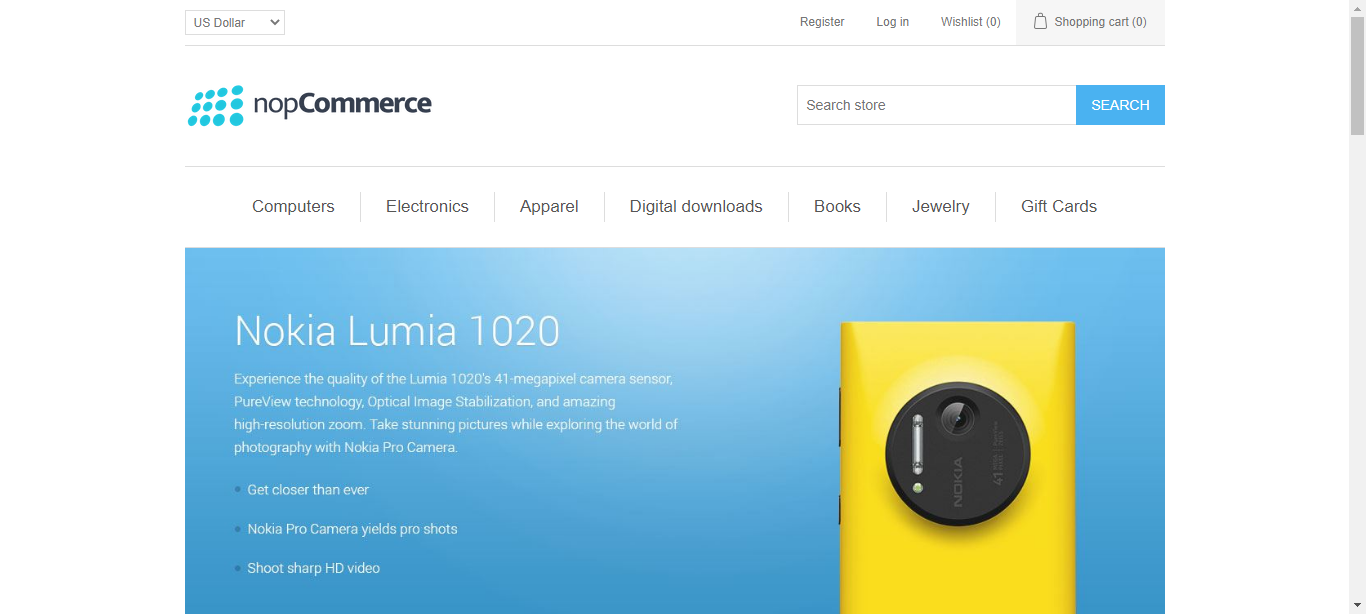 US Dollar
Register
Log in
Wishlist (0)
Shopping cart (0)
nopCommerce
Search store
SEARCH
Computers
Electronics
Apparel
Digital downloads
Books
Jewelry
Gift Cards
Nokia Lumia 1020
Experience the quality of the Lumia 1020's 41-megapixel camera sensor,
PureView technology, Optical Image Stabilization, and amazing
high-resolution zoom. Take stunning pictures while exploring the world of
photography with Nokia Pro Camera.
Get closer than ever
Nokia Pro Camera yields pro shots
Shoot sharp HD video
NOKIA
41